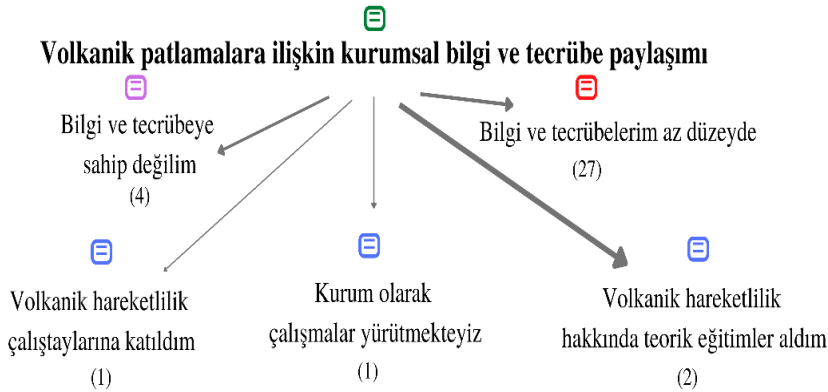 Volkanik patlamalara ilişkin kurumsal bilgi ve tecrübe paylaşımı
Bilgi ve tecrübeye
sahip değilim
(4)
Bilgi ve tecrübelerim az düzeyde
(27)
Volkanik hareketlilik
çalıştaylarına katıldım
(1)
Kurum olarak
çalışmalar yürütmekteyiz
(1)
Volkanik hareketlilik
hakkında teorik eğitimler aldım
(2)